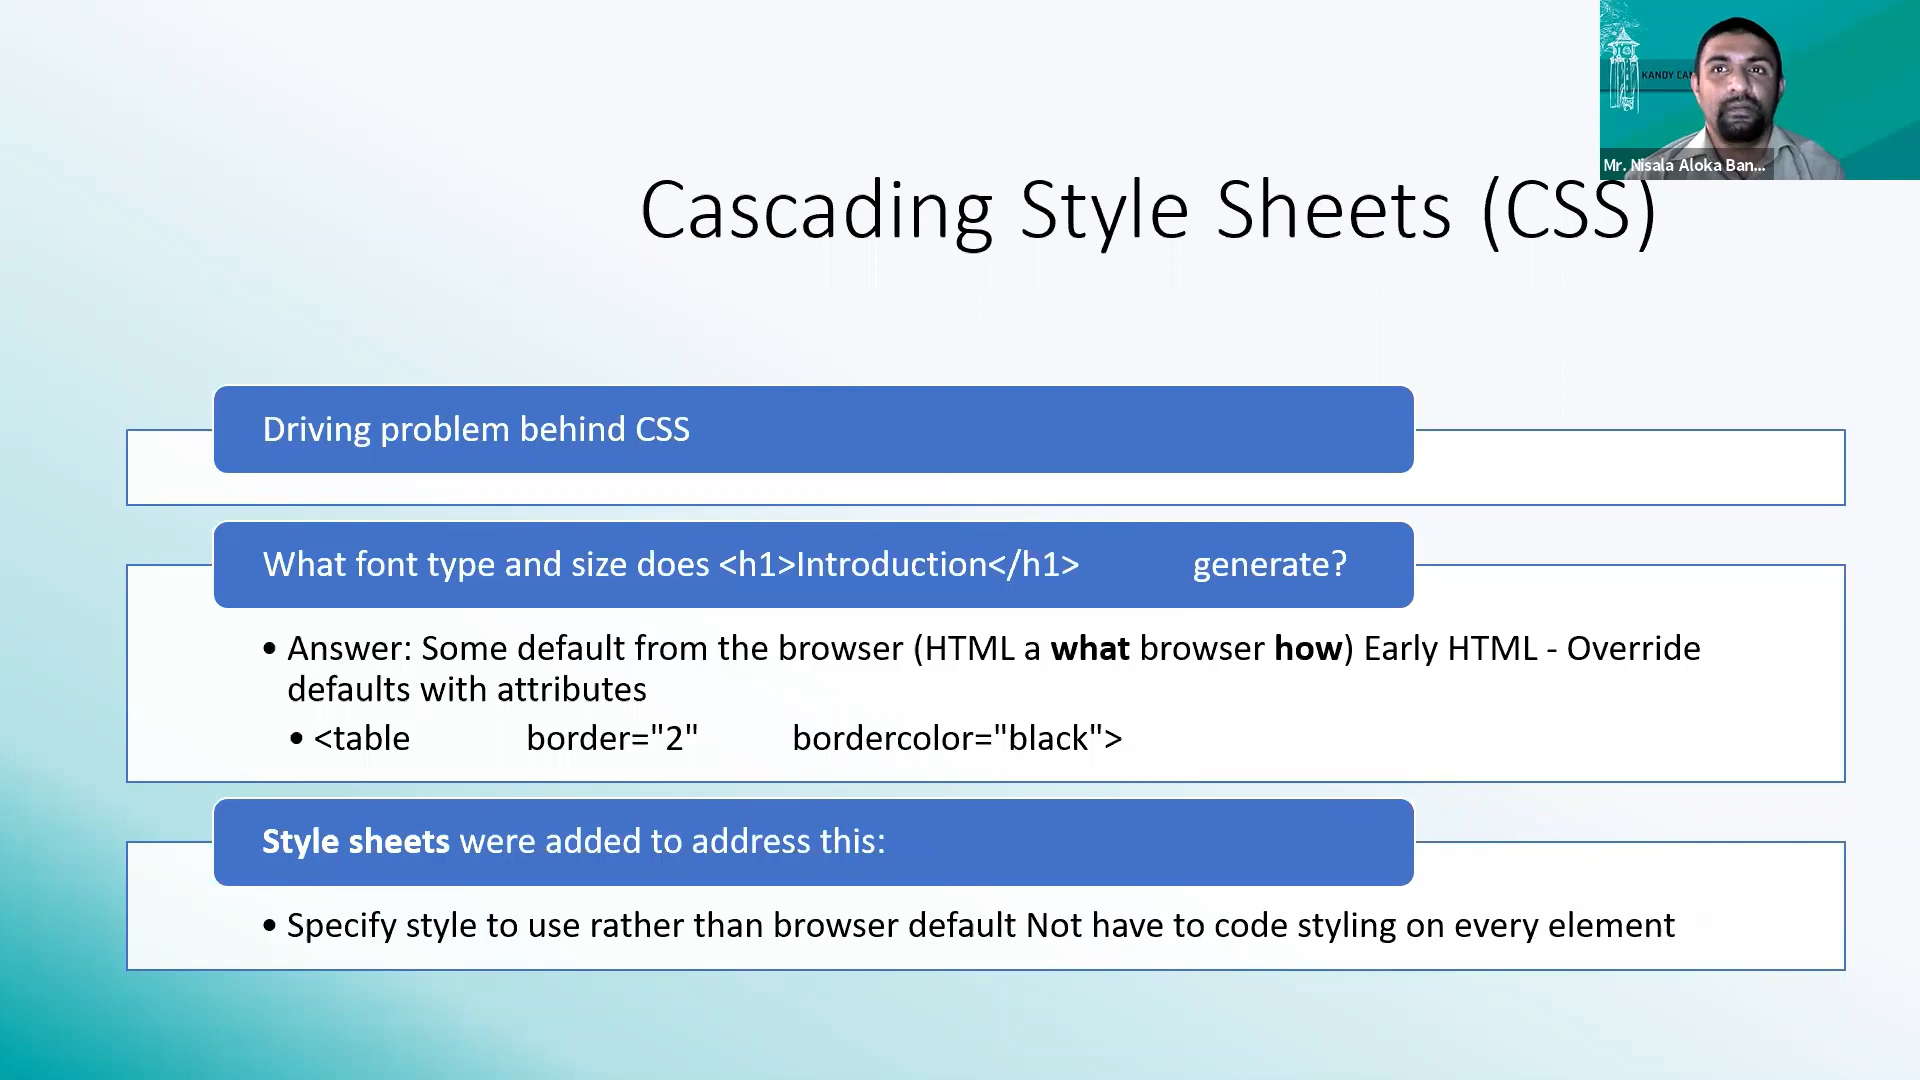 KANDY
Mr. Nisala Aloka Ban...
Cascading Style Sheets (CSS)
Driving problem behind CSS
What font type and size does <h1>Introduction</h1> generate?
• Answer: Some default from the browser (HTML a what browser how) Early HTML - Override
defaults with attributes
• <table border="2" bordercolor="black">
Style sheets were added to address this:
• Specify style to use rather than browser default Not have to code styling on every element